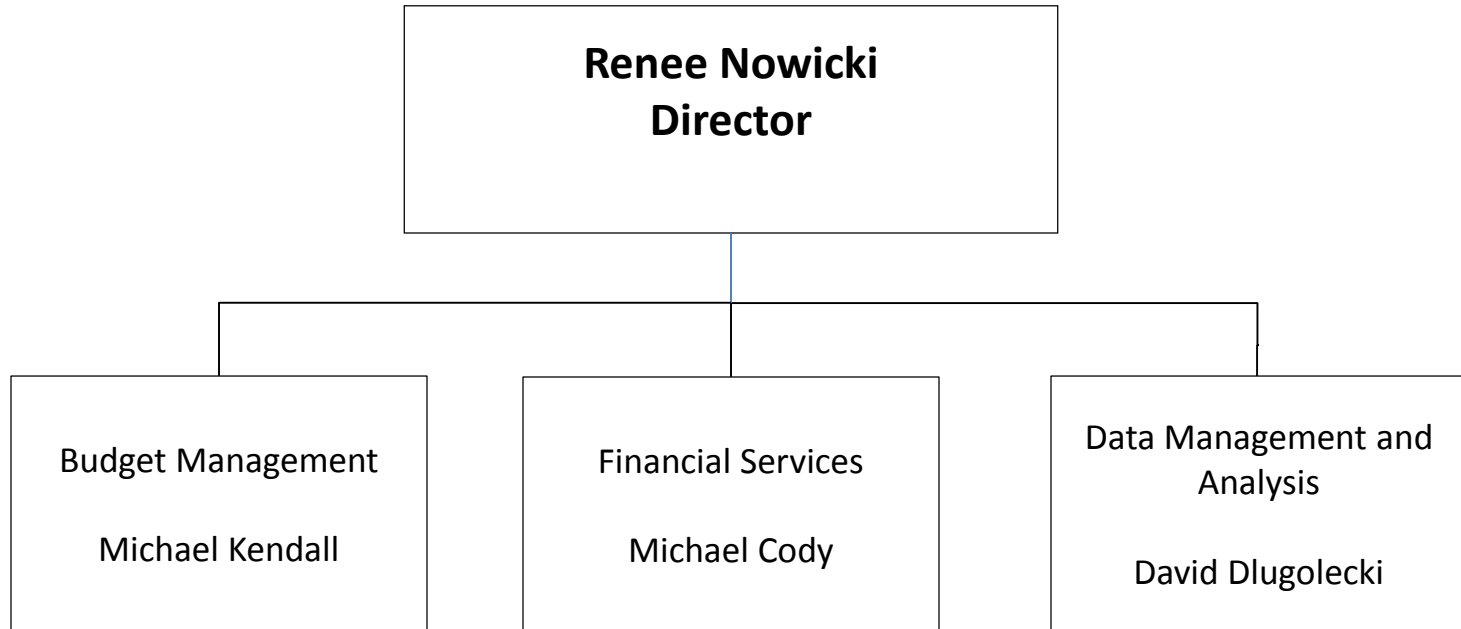 Renee Nowicki
Director
Budget Management
Michael Kendall
Financial Services
Michael Cody
Data Management and
Analysis
David Dlugolecki